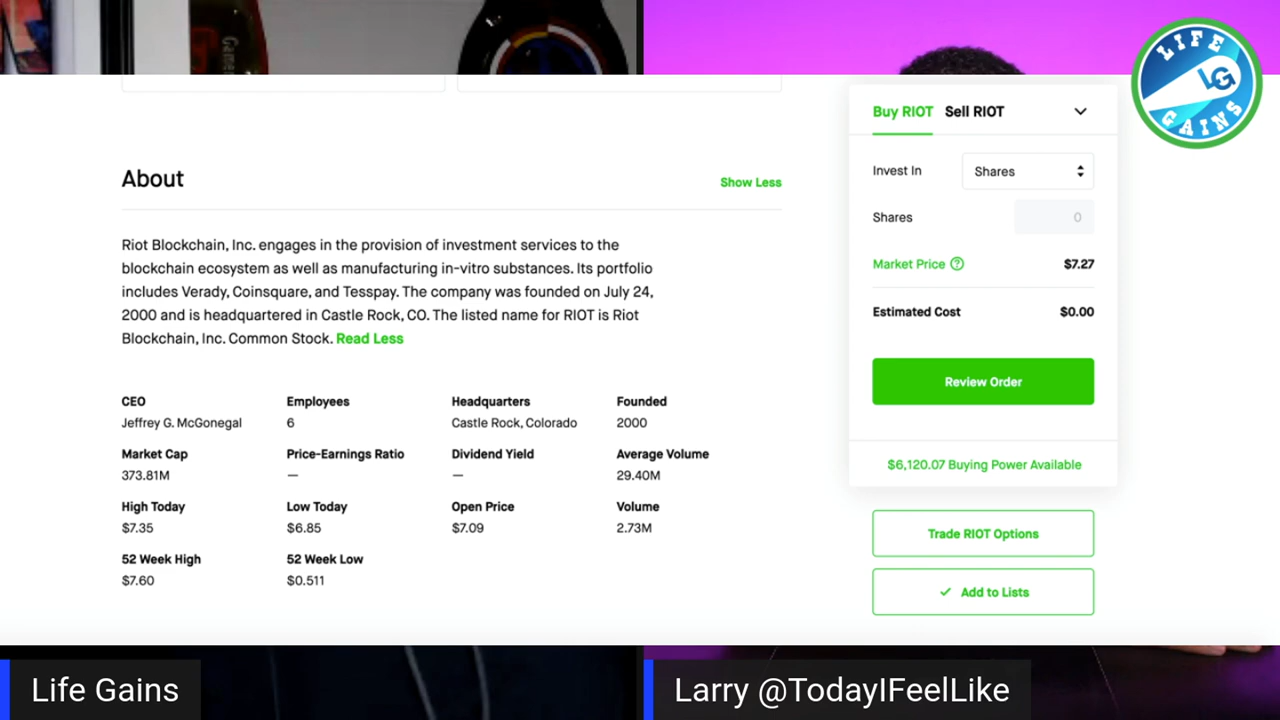 LIFE
LG
GAINS
Buy RIOT Sell RIOT
Invest In Shares
Shares 0
Market Price ? $7.27
Estimated Cost $0.00
Review Order
$6,120.07 Buying Power Available
Trade RIOT Options
Add to Lists
About Show Less
Riot Blockchain, Inc. engages in the provision of investment services to the
blockchain ecosystem as well as manufacturing in-vitro substances. Its portfolio
includes Verady, Coinsquare, and Tesspay. The company was founded on July 24,
2000 and is headquartered in Castle Rock, CO. The listed name for RIOT is Riot
Blockchain, Inc. Common Stock. Read Less
CEO Employees Headquarters Founded
Jeffrey G. McGonegal 6 Castle Rock, Colorado 2000
Market Cap Price-Earnings Ratio Dividend Yield Average Volume
373.81M — — 29.40M
High Today Low Today Open Price Volume
$7.35 $6.85 $7.09 2.73M
52 Week High 52 Week Low
$7.60 $0.511
Life Gains
Larry @TodayIFeelLike